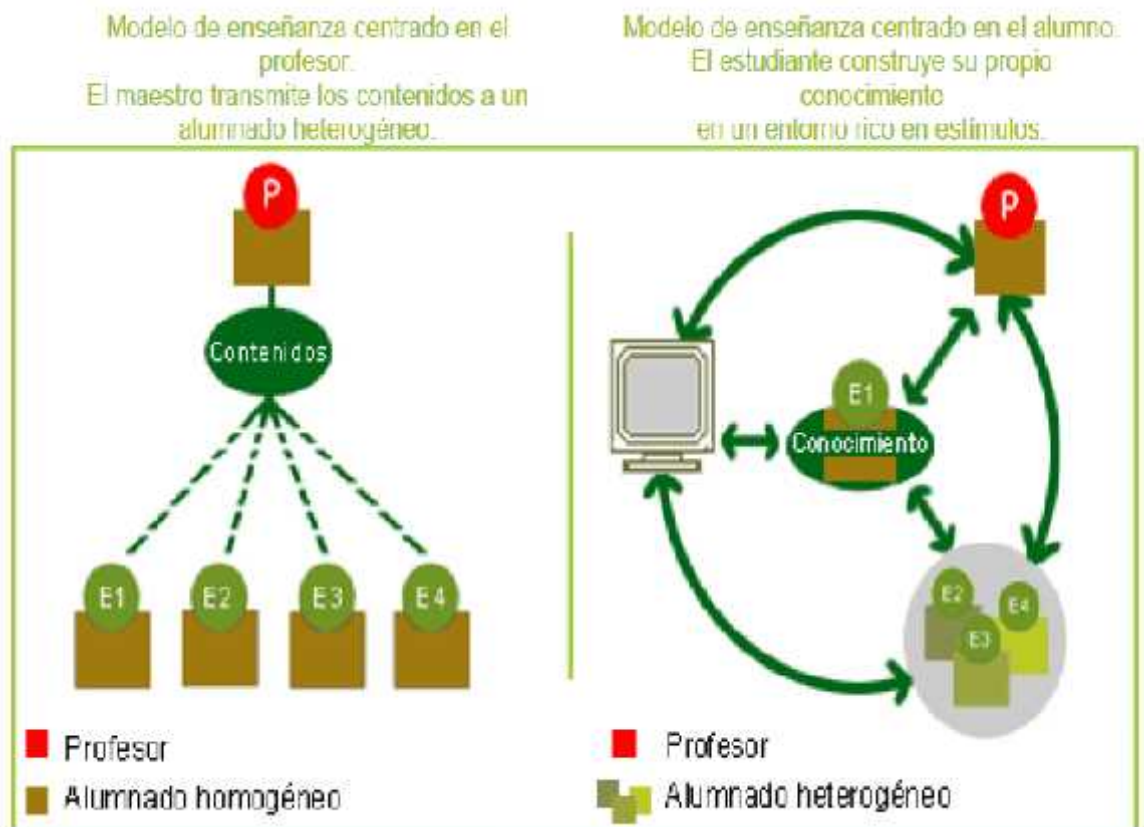 Modelo de enseñanza centrado en el
profesor.
El maestro transmite los contenidos a un
alumnado heterogéneo.
Modelo de enseñanza centrado en el alumno.
El estudiante construye su propio
conocimiento
en un entorno rico en estímulos.
P
Contenidos
E1
E2
E3
E4
Profesor
Alumnado homogéneo
P
E1
Conocimiento
E2
E4
E3
Profesor
Alumnado heterogéneo